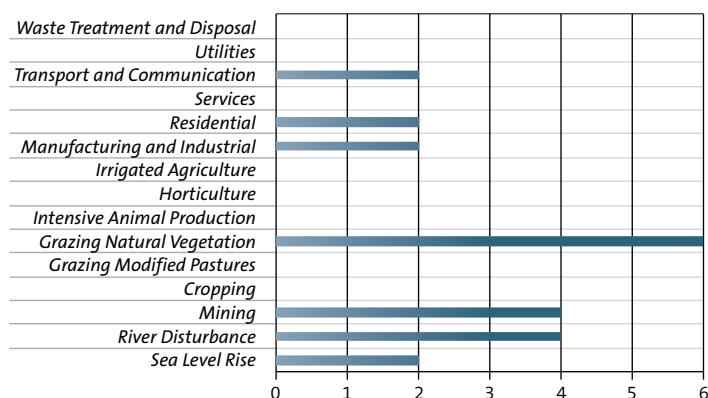 Waste Treatment and Disposal
Utilities
Transport and Communication
Services
Residential
Manufacturing and Industrial
Irrigated Agriculture
Horticulture
Intensive Animal Production
Grazing Natural Vegetation
Grazing Modified Pastures
Cropping
Mining
River Disturbance
Sea Level Rise
0 1 2 3 4 5 6